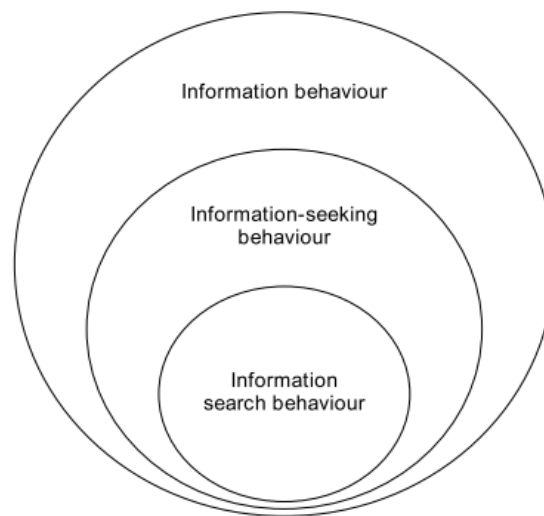 Information behaviour
Information-seeking
behaviour
Information
search behaviour